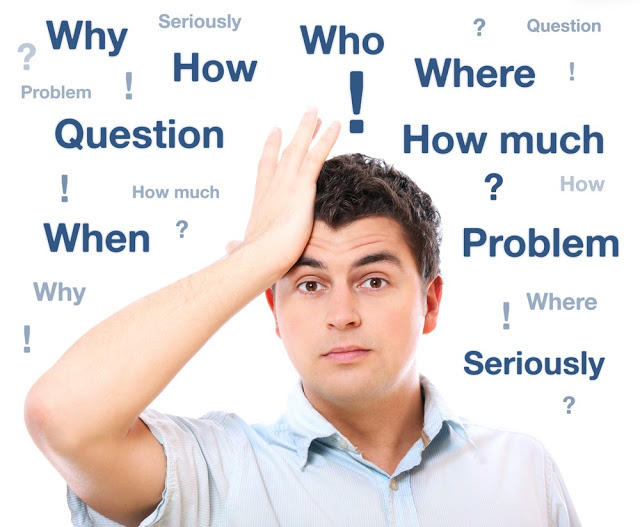 Why
Seriously
Who
?
Question
?
How
Where
!
Problem
!
!
Question
How much
!
How much
?
How
When
?
Problem
Why
!
Where
!
Seriously
?